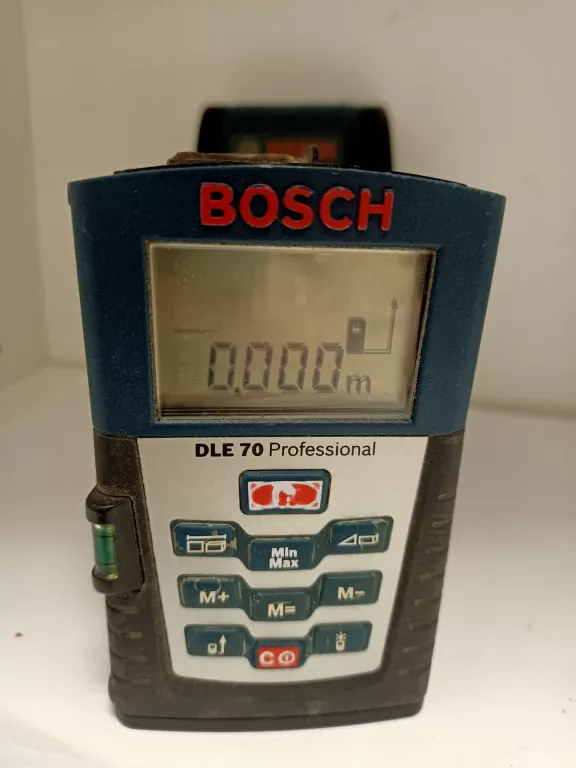 BOSCH
0.000m
DLE 70 Professional
Min
Max
M+
M=
M-
C